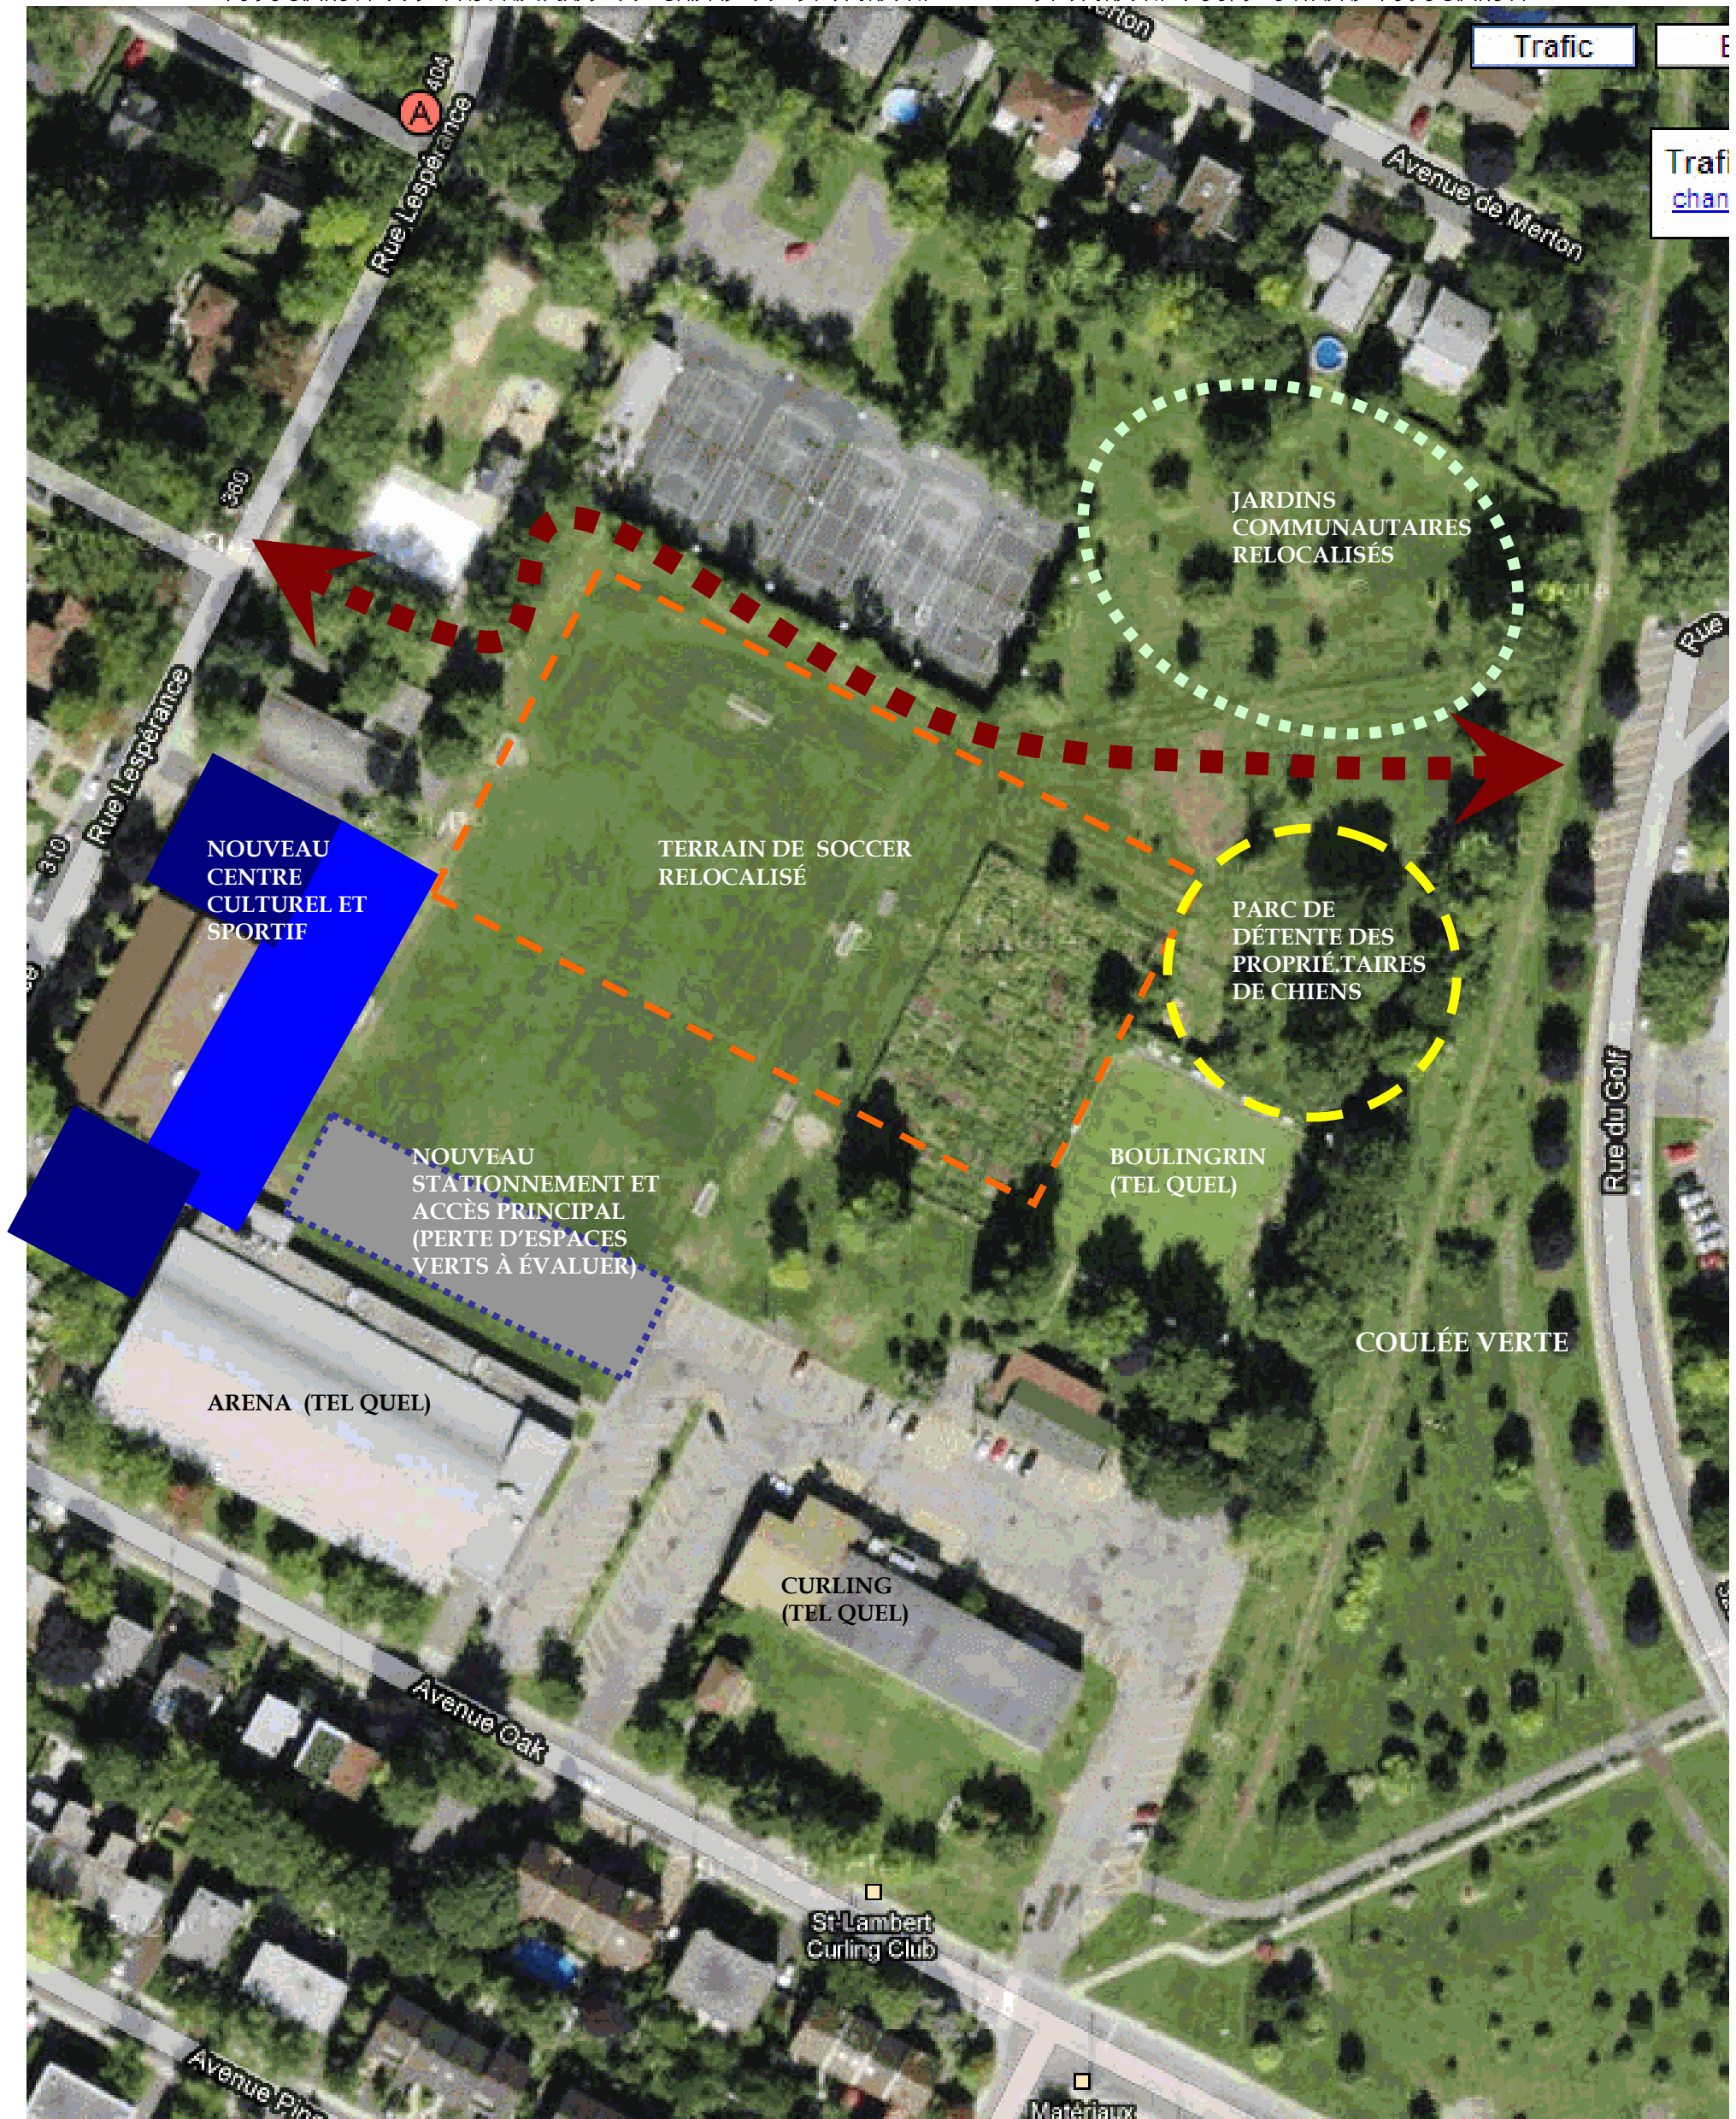 Trafic
404
A
Rue Lespérance
Avenue de Merton
chan
360
JARDINS
COMMUNAUTAIRES
RELOCALISÉS
Rue
Rue Lespérance
310
NOUVEAU
CENTRE
CULTUREL ET
SPORTIF
TERRAIN DE SOCCER
RELOCALISÉ
PARC DE
DÉTENTE DES
PROPRIÉ.TAIRES
DE CHIENS
Rue du Golf
NOUVEAU
STATIONNEMENT ET
ACCÈS PRINCIPAL
(PERTE D'ESPACES
VERTS À ÉVALUER)
BOULINGRIN
(TEL QUEL)
COULÉE VERTE
ARENA (TEL QUEL)
CURLING
(TEL QUEL)
Avenue Oak
St-Lambert
Curling Club
Avenue Pine
Matériaux